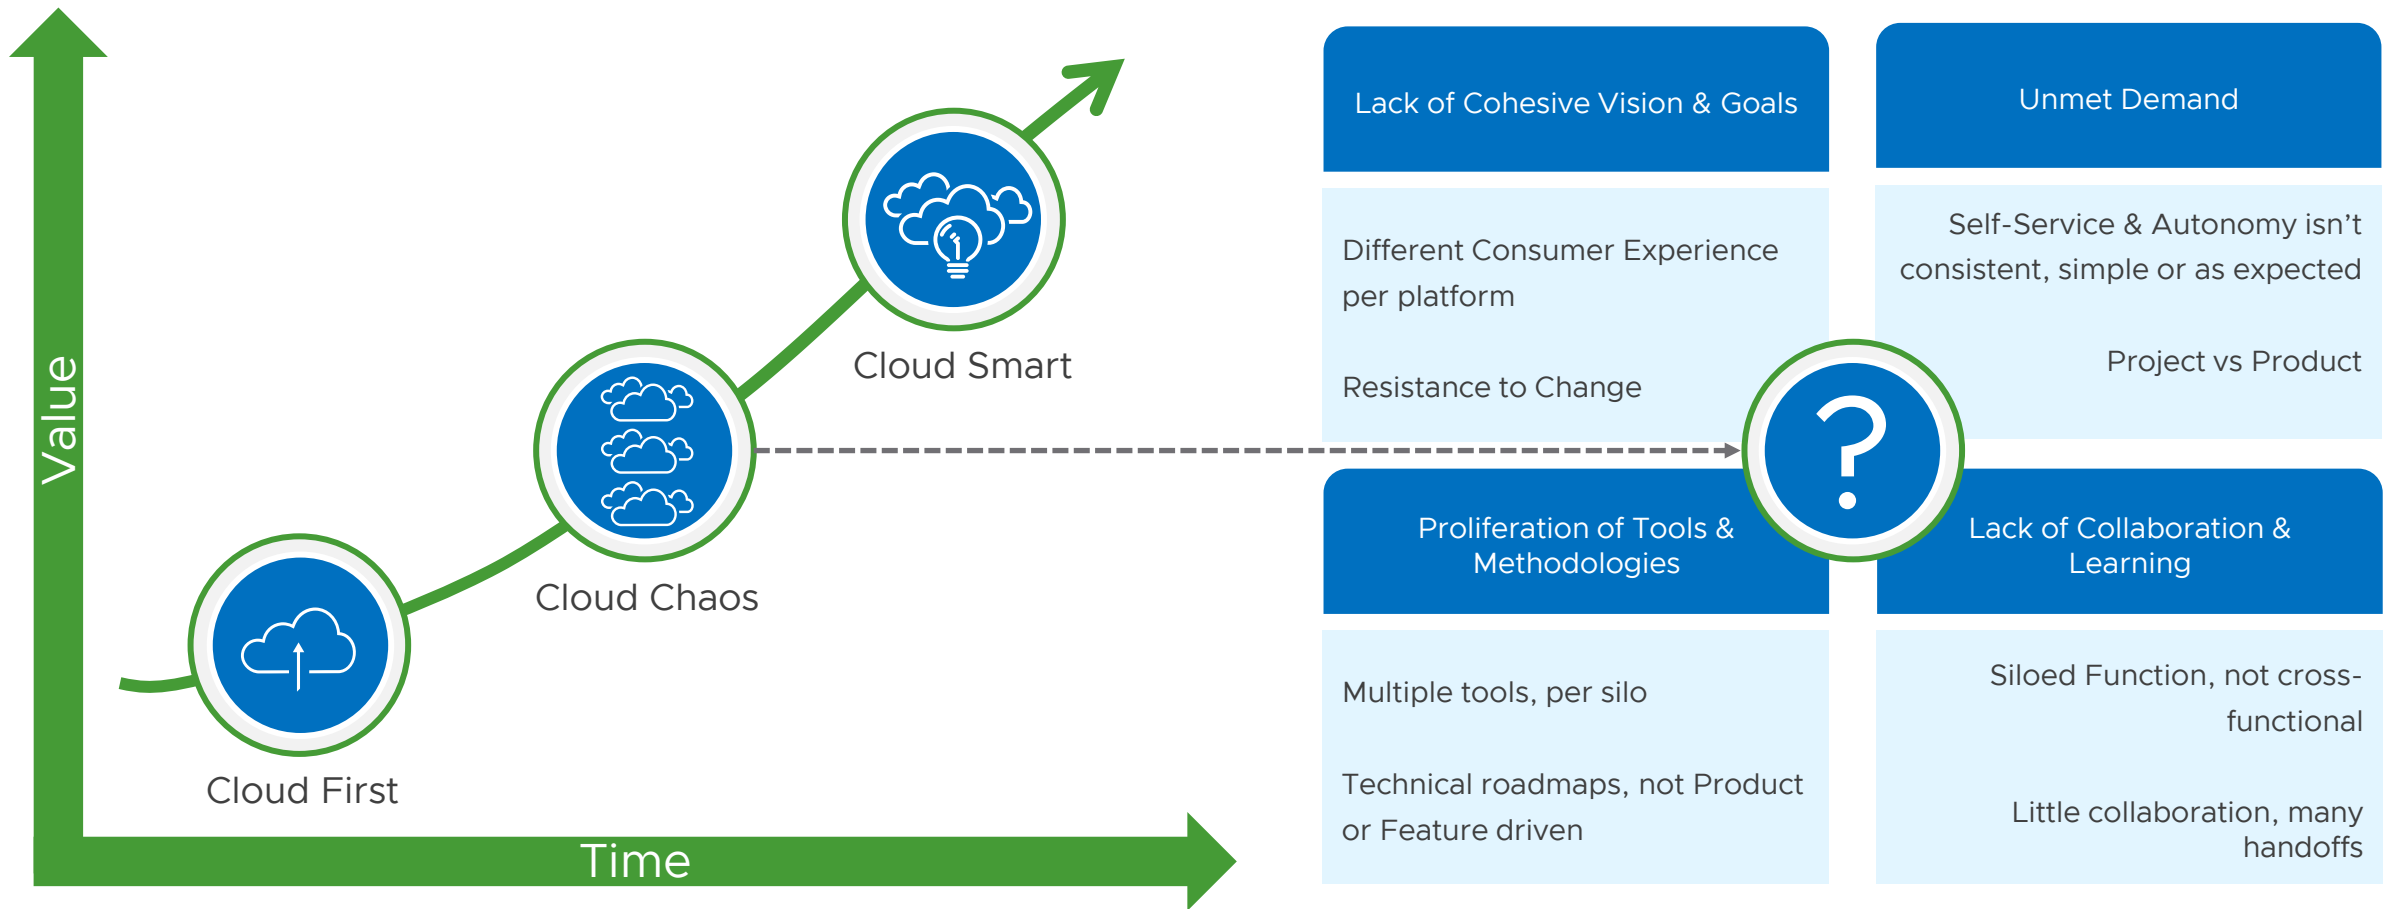 Value
Time
Cloud First
Cloud Chaos
Cloud Smart
Lack of Cohesive Vision & Goals
Different Consumer Experience
per platform
Resistance to Change
Unmet Demand
Self-Service & Autonomy isn’t
consistent, simple or as expected
Project vs Product
?
Proliferation of Tools &
Methodologies
Multiple tools, per silo
Technical roadmaps, not Product
or Feature driven
Lack of Collaboration &
Learning
Siloed Function, not cross-
functional
Little collaboration, many
handoffs